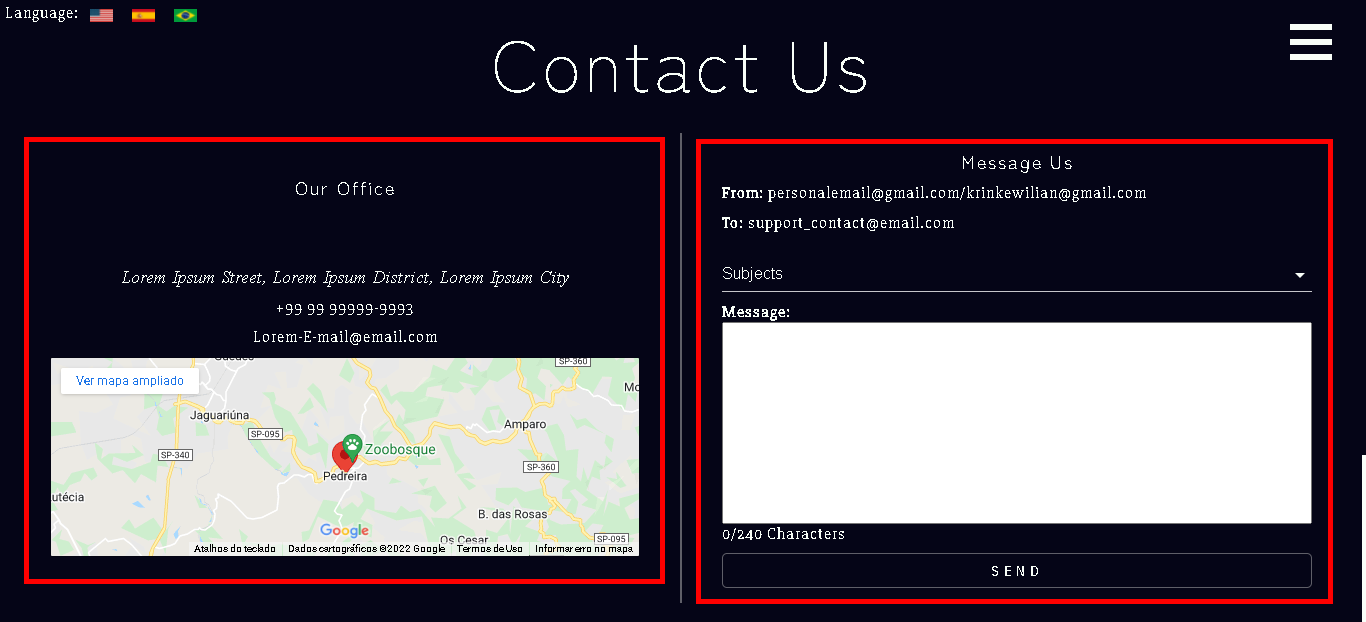 Language:
Contact Us
Our Office
Lorem Ipsum Street, Lorem Ipsum District, Lorem Ipsum City
+99 99 99999-9993
Lorem-E-mail@email.com
Ver mapa ampliado
SP-360
Jaguariúna
SP-095
Amparo
Zoobosque
SP-340
SP-360
Pedreira
utécia
B. das Rosas
Google
Os Cesar
SP-095
Atalhos do teclado
Dados cartográficos ©2022 Google
Termos de Uso
Informar erro no mapa
Message Us
From: personalemail@gmail.com/krinkewilian@gmail.com
To: support_contact@email.com
Subjects
Message:
0/240 Characters
SEND